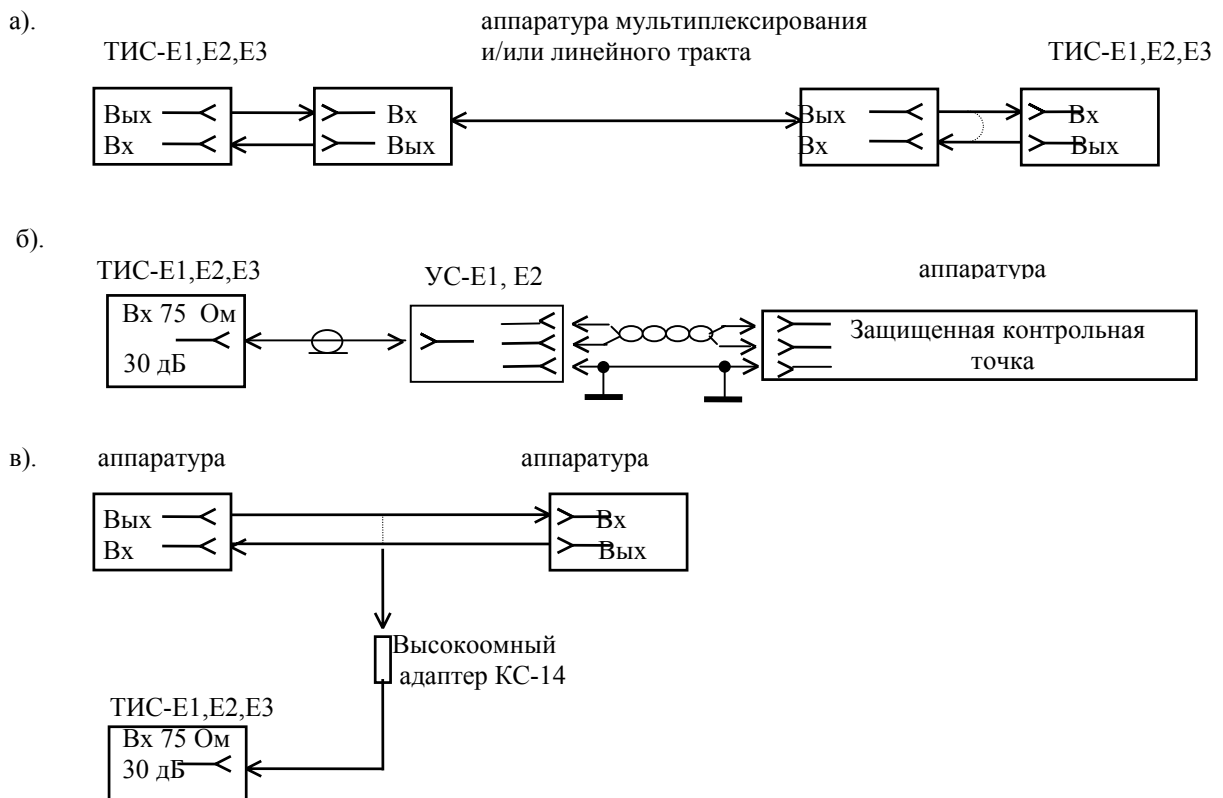 а).
аппаратура мультиплексирования
и/или линейного тракта
ТИС-Е1,Е2,Е3
ТИС-Е1,Е2,Е3
Вых
Вх
Вх
Вых
Вых
Вх
Вх
Вых
б).
ТИС-Е1,Е2,Е3
УС-Е1, Е2
аппаратура
Вх 75 Ом
30 дБ
Защищенная контрольная
точка
в).
аппаратура
аппаратура
Вых
Вх
Вх
Вых
Высокоомный
адаптер КС-14
ТИС-Е1,Е2,Е3
Вх 75 Ом
30 дБ